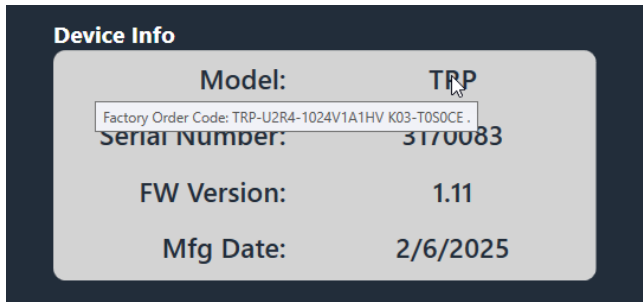 Device Info
Model: TRP
Factory Order Code: TRP-U2R4-1024V1A1HV K03-T0S0CE .
Serial Number: 3170083
FW Version: 1.11
Mfg Date: 2/6/2025